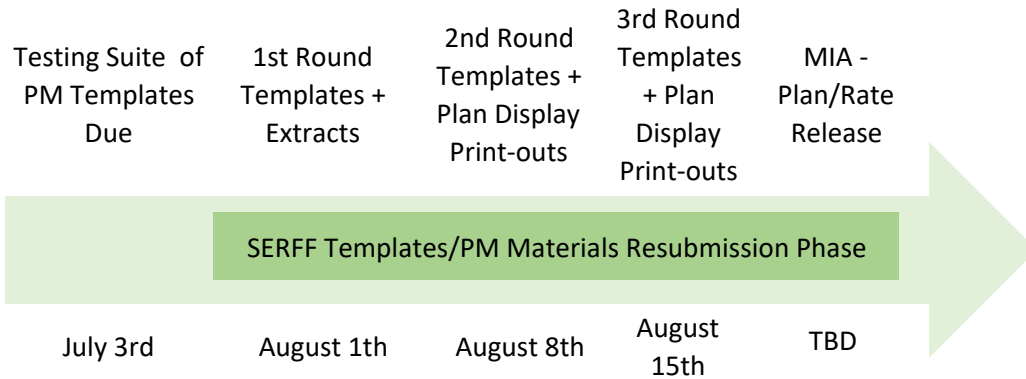 Testing Suite of
PM Templates
Due
1st Round
Templates +
Extracts
2nd Round
Templates +
Plan Display
Print-outs
3rd Round
Templates
+ Plan
Display
Print-outs
MIA -
Plan/Rate
Release
SERFF Templates/PM Materials Resubmission Phase
July 3rd
August 1th
August 8th
August
15th
TBD